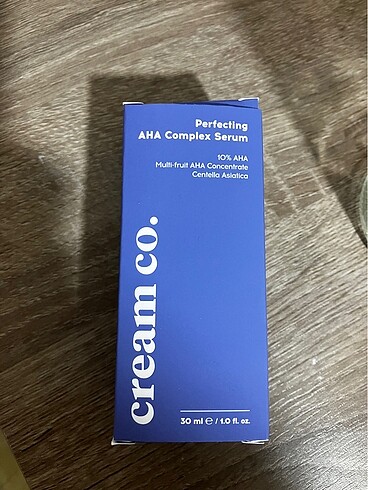 Perfecting
AHA Complex Serum
10% AHA
Multi-fruit AHA Concentrate
Centella Asiatica
cream co.
30 ml ℮ / 1.0 fl. oz.